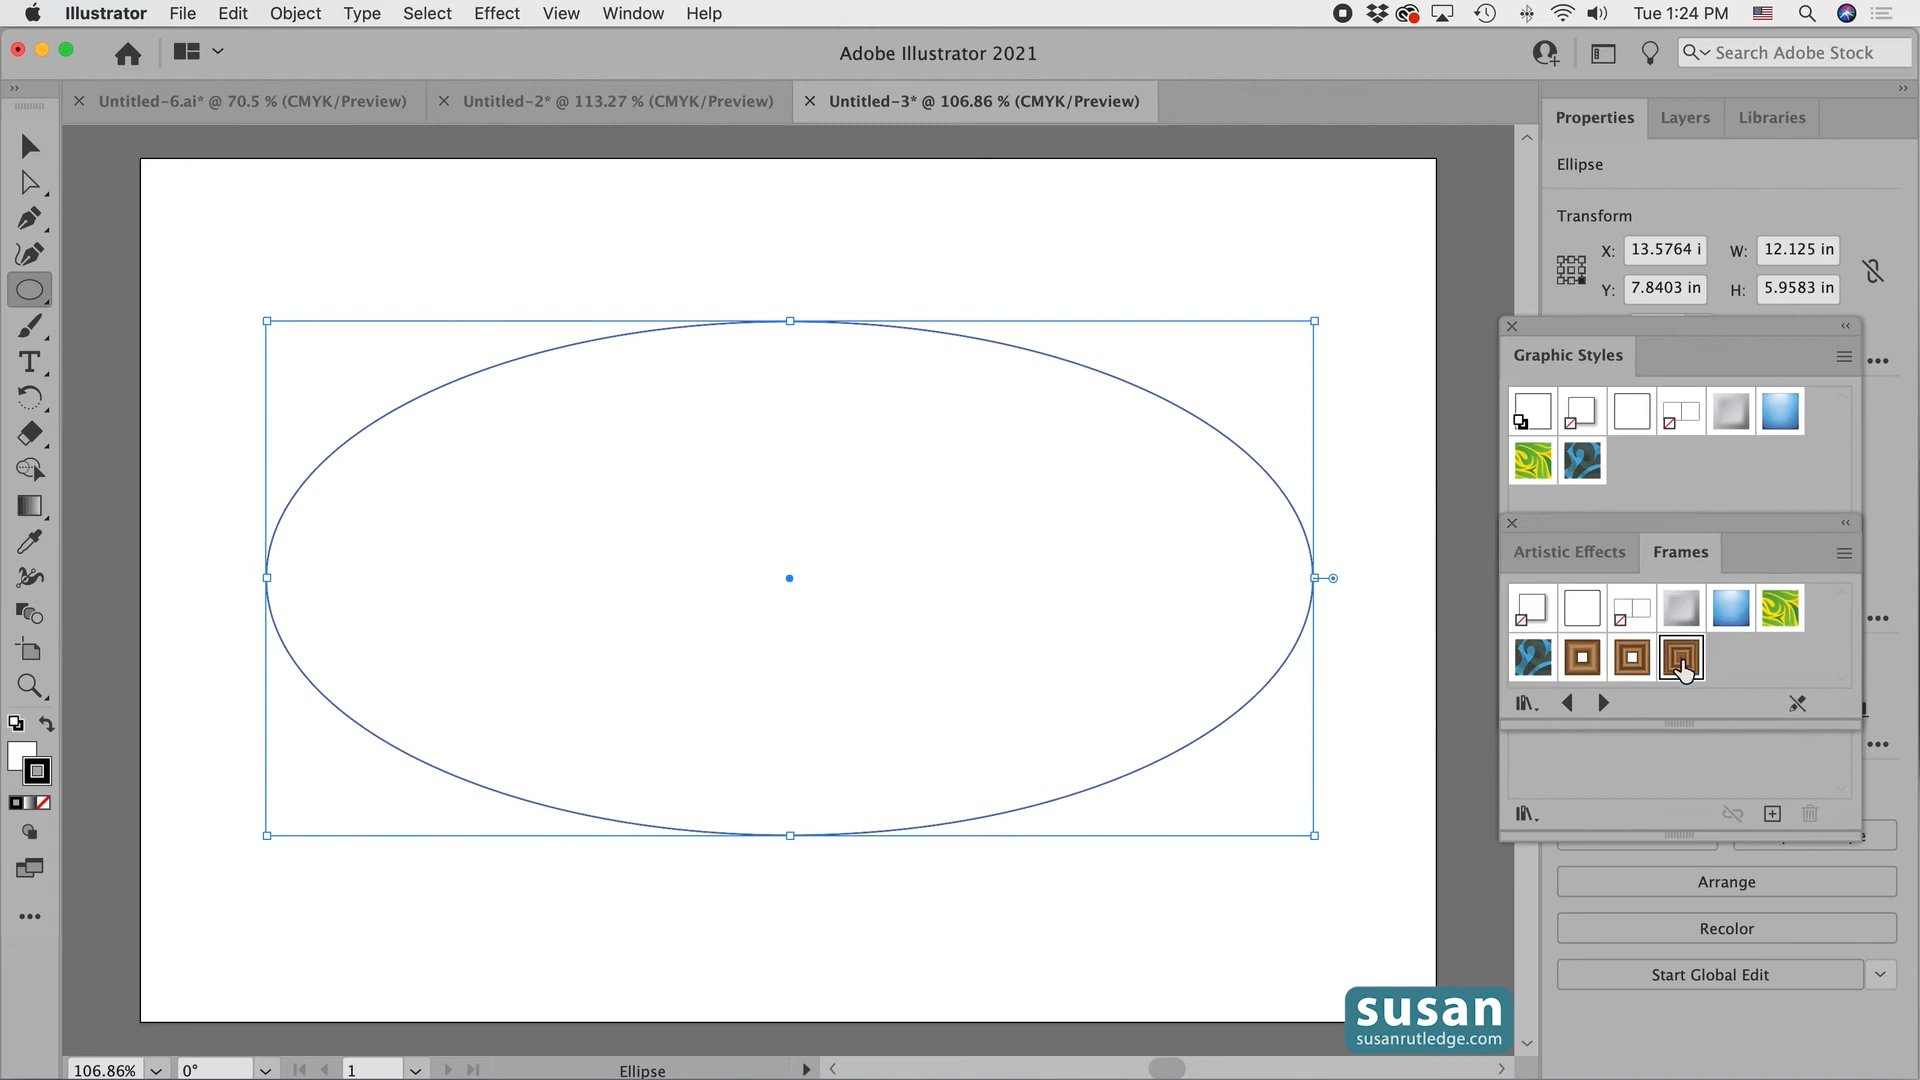 Illustrator File Edit Object Type Select Effect View Window Help
Tue 1:24 PM
Adobe Illustrator 2021
Search Adobe Stock
Untitled-6.ai* @ 70.5 % (CMYK/Preview)
Untitled-2* @ 113.27 % (CMYK/Preview)
Untitled-3* @ 106.86 % (CMYK/Preview)
Properties Layers Libraries
Ellipse
Transform
X: 13.5764 i W: 12.125 in
Y: 7.8403 in H: 5.9583 in
Graphic Styles
Artistic Effects Frames
Arrange
Recolor
Start Global Edit
susan
susanrutledge.com
106.86% 0° 1 Ellipse